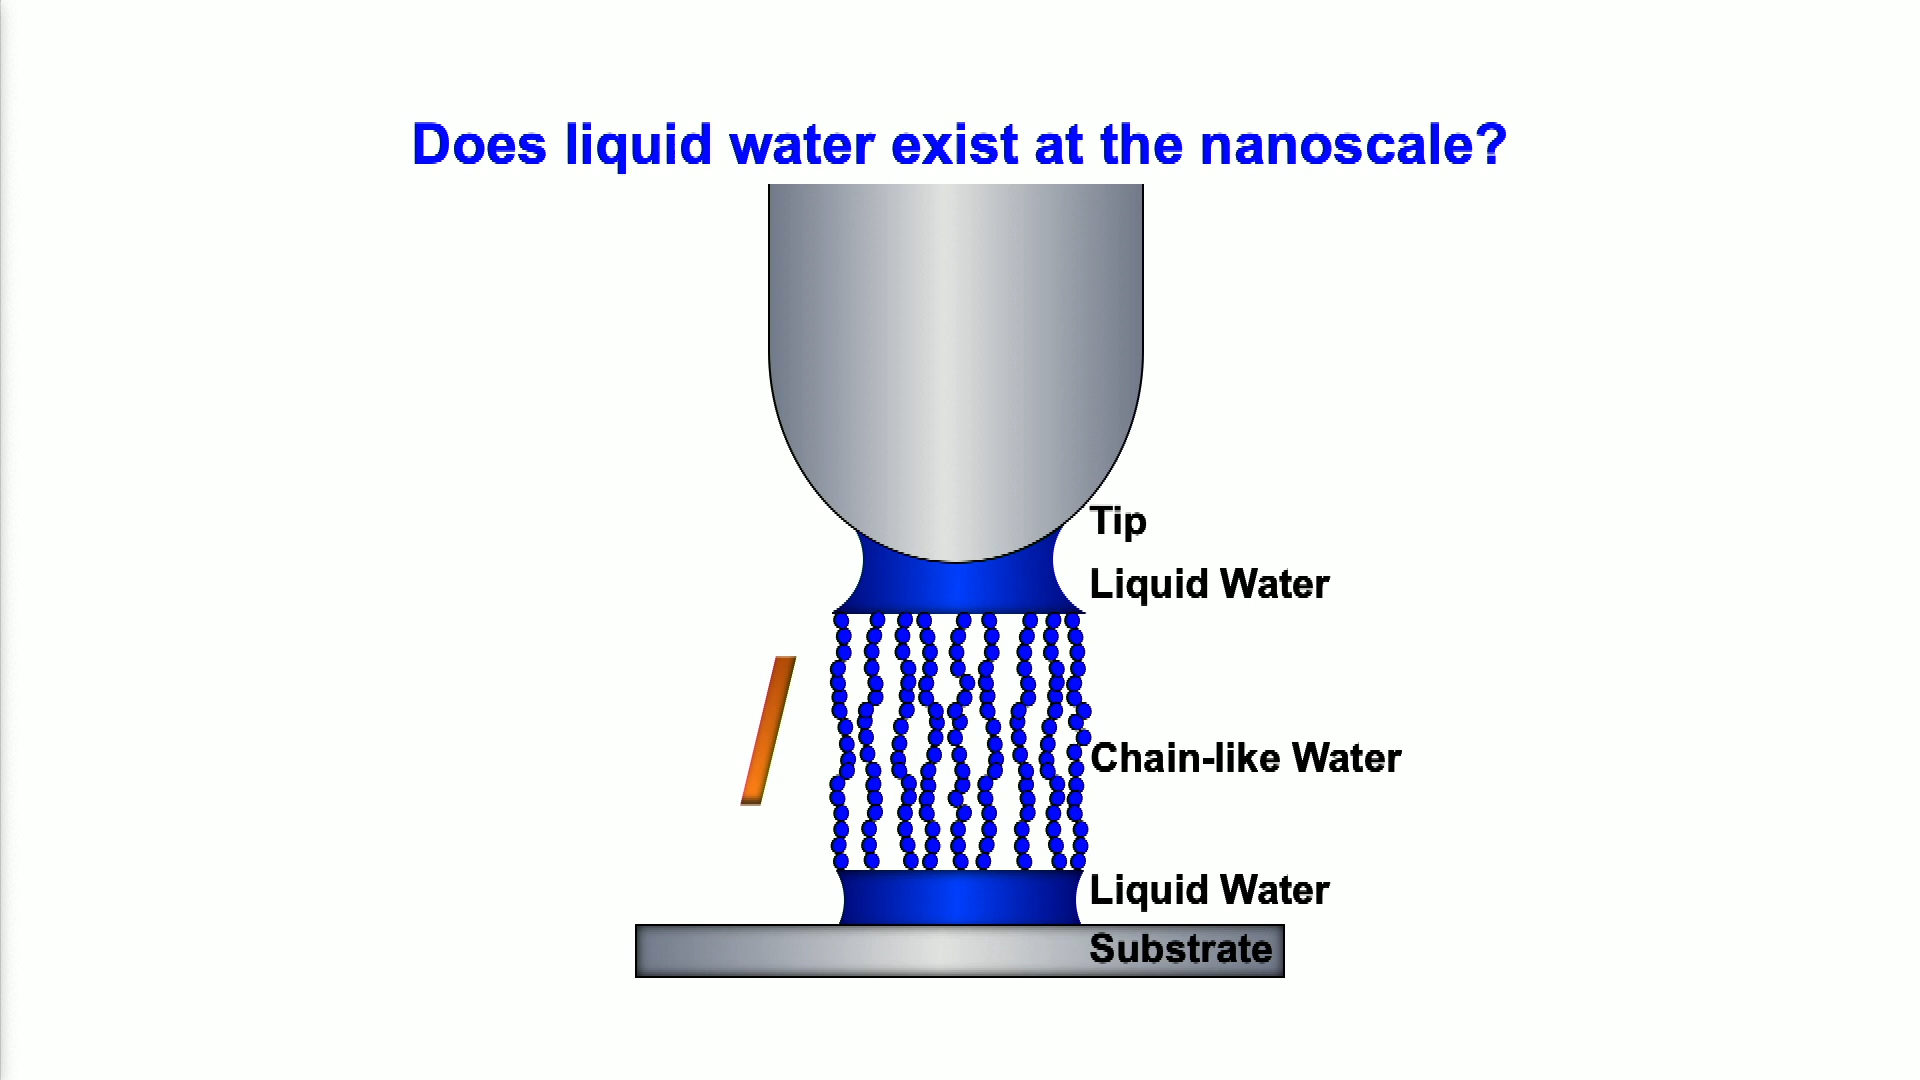 Does liquid water exist at the nanoscale?
Tip
Liquid Water
Chain-like Water
Liquid Water
Substrate